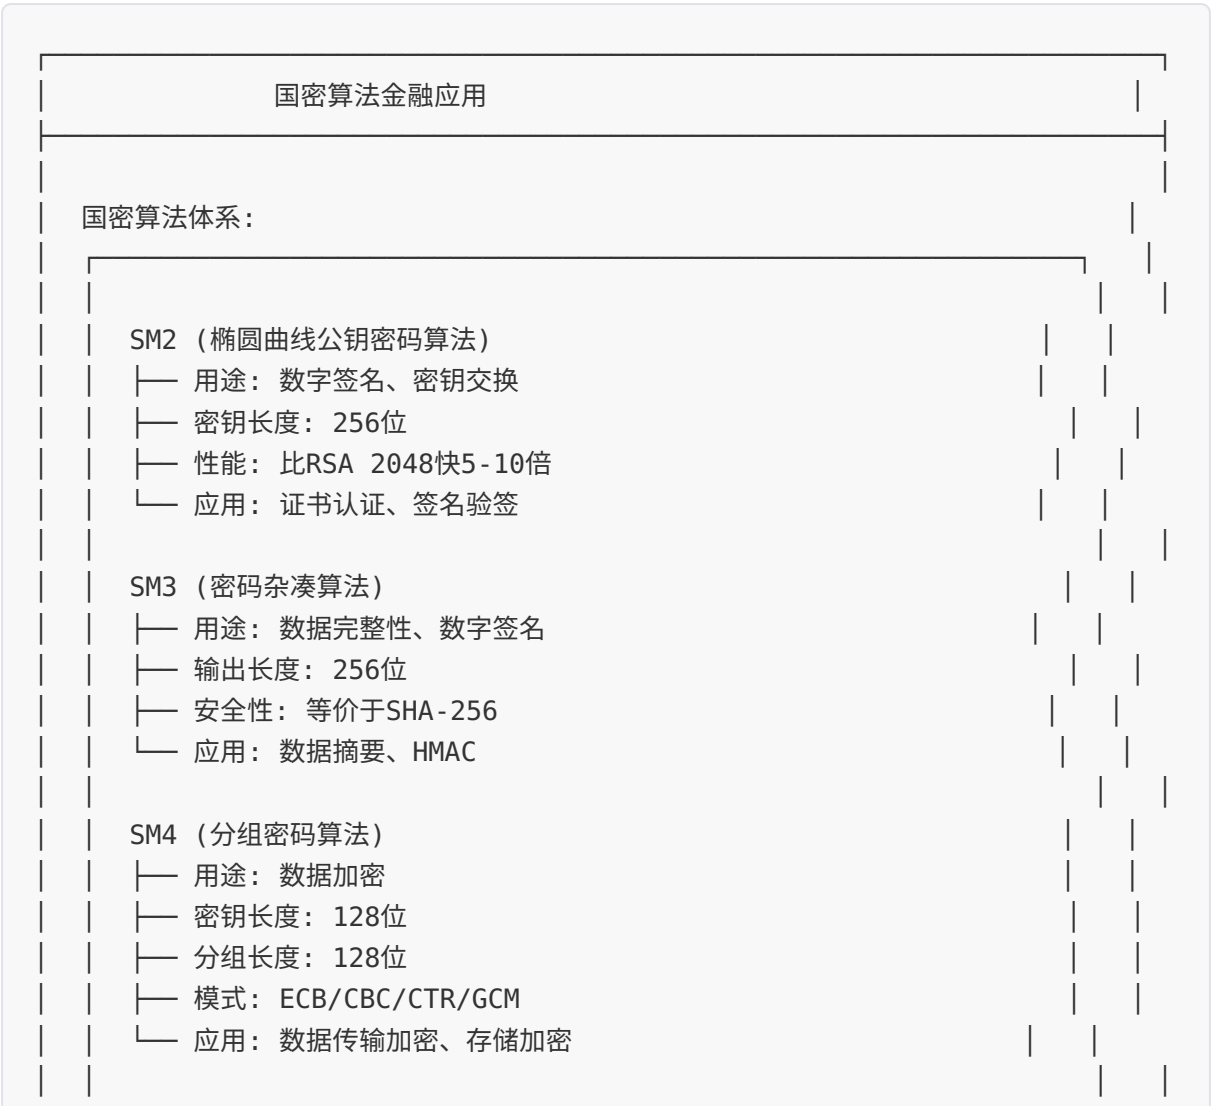 国密算法金融应用
国密算法体系:
SM2 (椭圆曲线公钥密码算法)
├── 用途: 数字签名、密钥交换
├── 密钥长度: 256位
├── 性能: 比RSA 2048快5-10倍
└── 应用: 证书认证、签名验签
SM3 (密码杂凑算法)
├── 用途: 数据完整性、数字签名
├── 输出长度: 256位
├── 安全性: 等价于SHA-256
└── 应用: 数据摘要、HMAC
SM4 (分组密码算法)
├── 用途: 数据加密
├── 密钥长度: 128位
├── 分组长度: 128位
├── 模式: ECB/CBC/CTR/GCM
└── 应用: 数据传输加密、存储加密